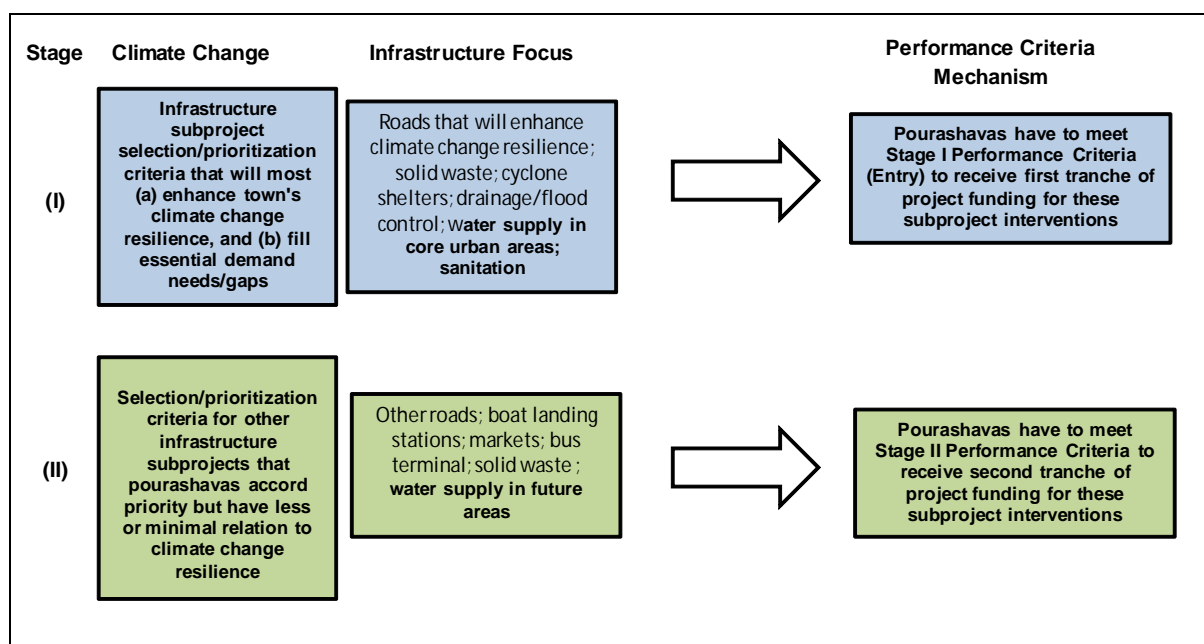 Stage
Climate Change
Infrastructure Focus
Performance Criteria
Mechanism
(I)
Infrastructure
subproject
selection/prioritization
criteria that will most
(a) enhance town's
climate change
resilience, and (b) fill
essential demand
needs/gaps
Roads that will enhance
climate change resilience;
solid waste; cyclone
shelters; drainage/flood
control; water supply in
core urban areas;
sanitation
Pourashavas have to meet
Stage I Performance Criteria
(Entry) to receive first tranche of
project funding for these
subproject interventions
(II)
Selection/prioritization
criteria for other
infrastructure
subprojects that
pourashavas accord
priority but have less
or minimal relation to
climate change
resilience
Other roads; boat landing
stations; markets; bus
terminal; solid waste ;
water supply in future
areas
Pourashavas have to meet
Stage II Performance Criteria to
receive second tranche of
project funding for these
subproject interventions